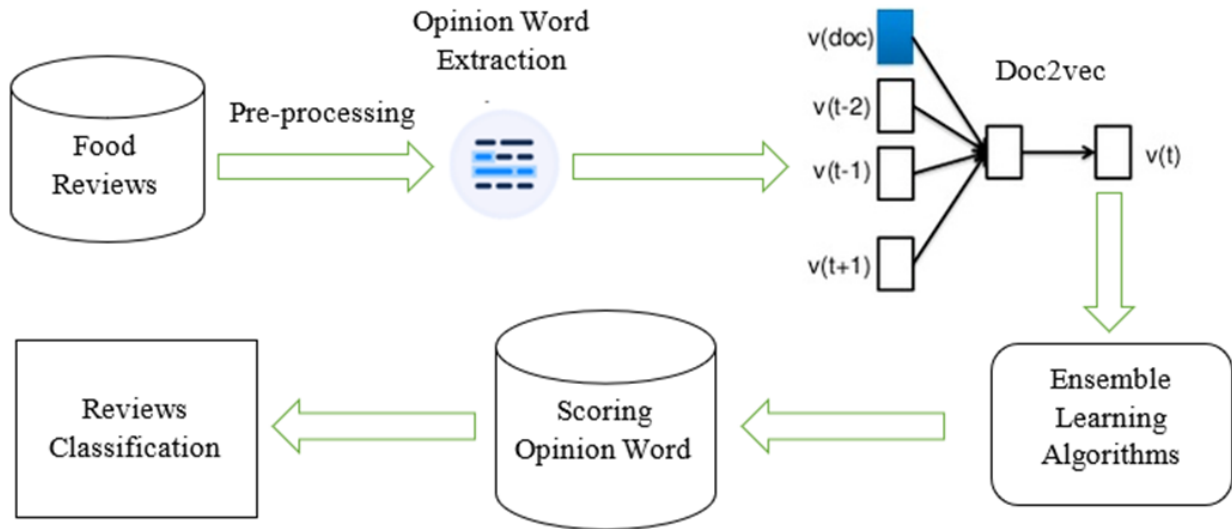 Food
Reviews
Pre-processing
Opinion Word
Extraction
v(doc)
v(t-2)
v(t-1)
v(t+1)
Doc2vec
v(t)
Ensemble
Learning
Algorithms
Scoring
Opinion Word
Reviews
Classification